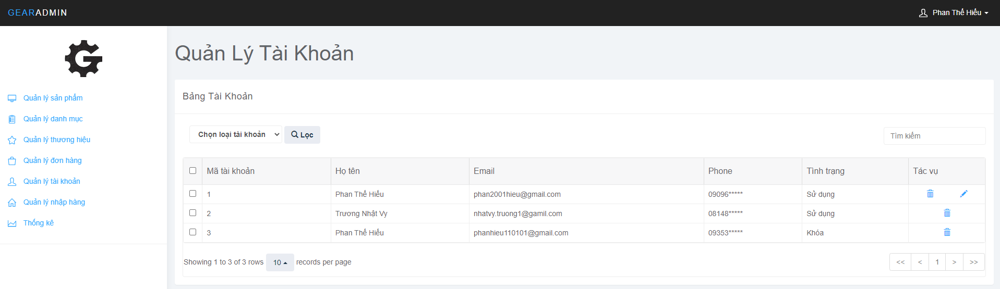 GEARADMIN
Phan Thế Hiếu
Quản lý sản phẩm
Quản lý danh mục
Quản lý thương hiệu
Quản lý đơn hàng
Quản lý tài khoản
Quản lý nhập hàng
Thống kê
Quản Lý Tài Khoản
Bảng Tài Khoản
Chọn loại tài khoản Lọc Tìm kiếm
Mã tài khoản Họ tên Email Phone Tình trạng Tác vụ
1 Phan Thế Hiếu phan2001hieu@gmail.com 09096***** Sử dụng
2 Trương Nhật Vy nhatvy.truong1@gamil.com 08148***** Sử dụng
3 Phan Thế Hiếu phanhieu110101@gmail.com 09353***** Khóa
Showing 1 to 3 of 3 rows 10 records per page << < 1 > >>